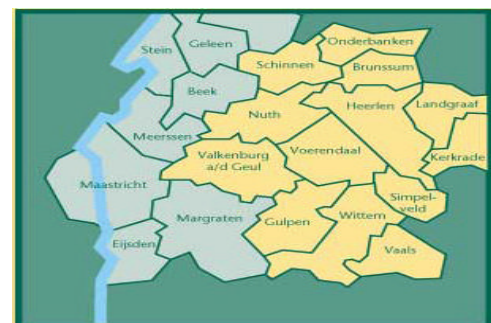 Onderbanken
Geleen
Stein
Schinnen
Brunssum
Beek
Landgraaf
Heerlen
Nuth
Meerssen
Voerendaal
Valkenburg
a/d Geul
Kerkrade
Maastricht
Simpel-
veld
Margraten
Gulpen
Wittem
Eijsden
Vaals